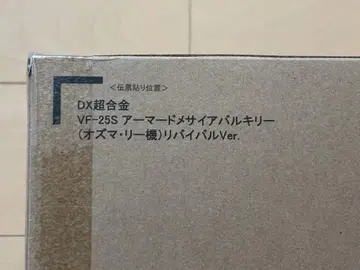 <伝票貼り位置>
DX超合金
VF-25S アーマードメサイアバルキリー
(オズマ・リー機)リバイバルVer.